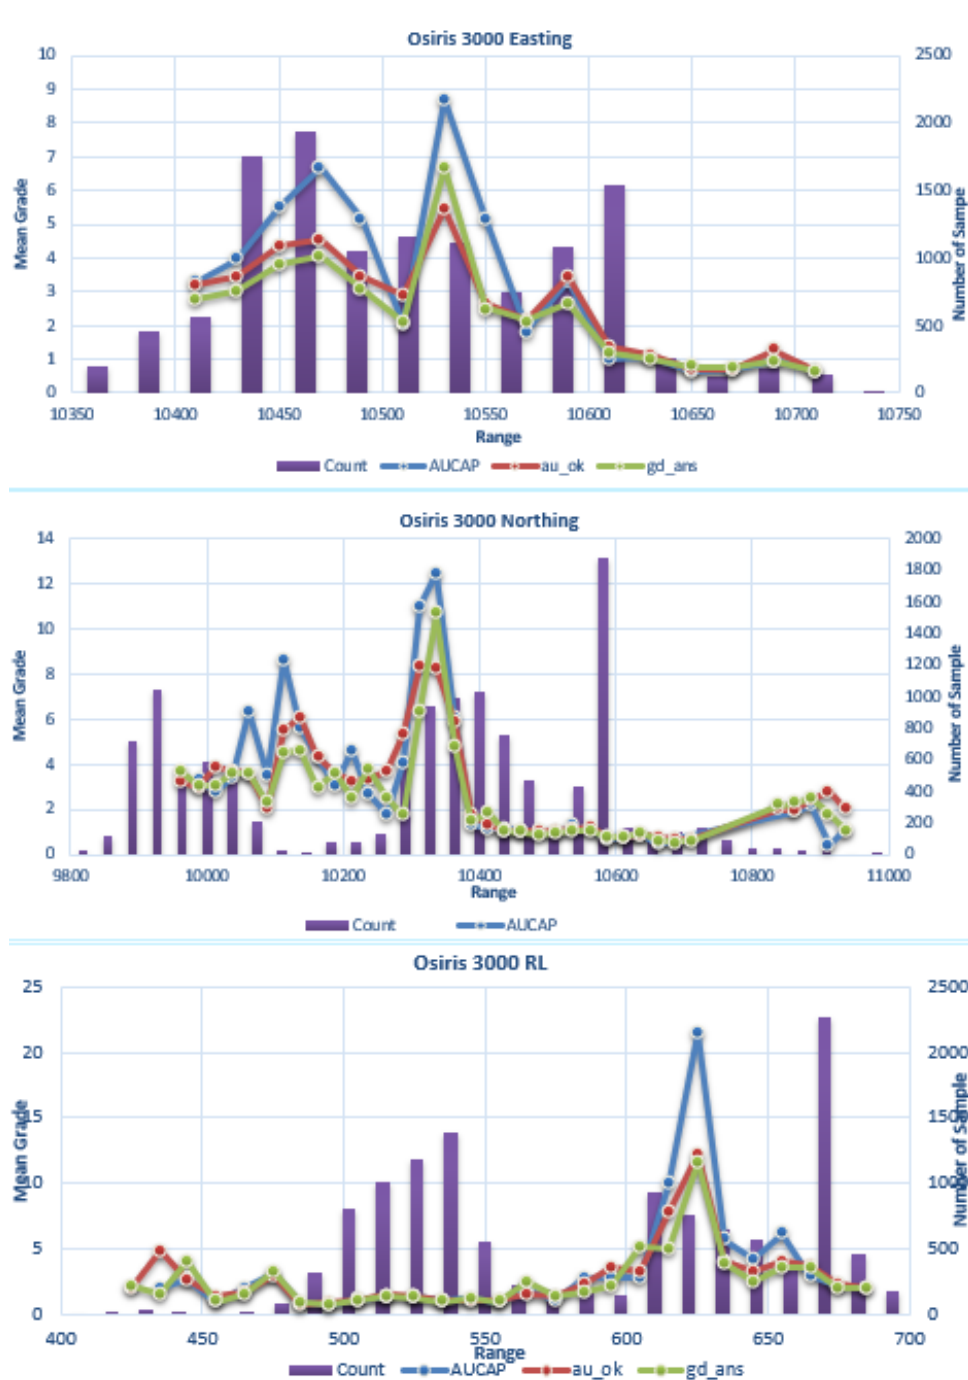 Osiris 3000 Easting
10
9
8
7
6
5
4
3
2
1
0
Mean Grade
2500
2000
1500
1000
500
0
Number of Sampe
10350 10400 10450 10500 10550 10600 10650 10700 10750
Range
Count AUCAP au_ok gd_ans
Osiris 3000 Northing
14
12
10
8
6
4
2
0
Mean Grade
2000
1800
1600
1400
1200
1000
800
600
400
200
0
Number of Sample
9800 10000 10200 10400 10600 10800 11000
Range
Count AUCAP
Osiris 3000 RL
25
20
15
10
5
0
Mean Grade
2500
2000
1500
1000
500
0
Number of Sample
400 450 500 550 600 650 700
Range
Count AUCAP au_ok gd_ans